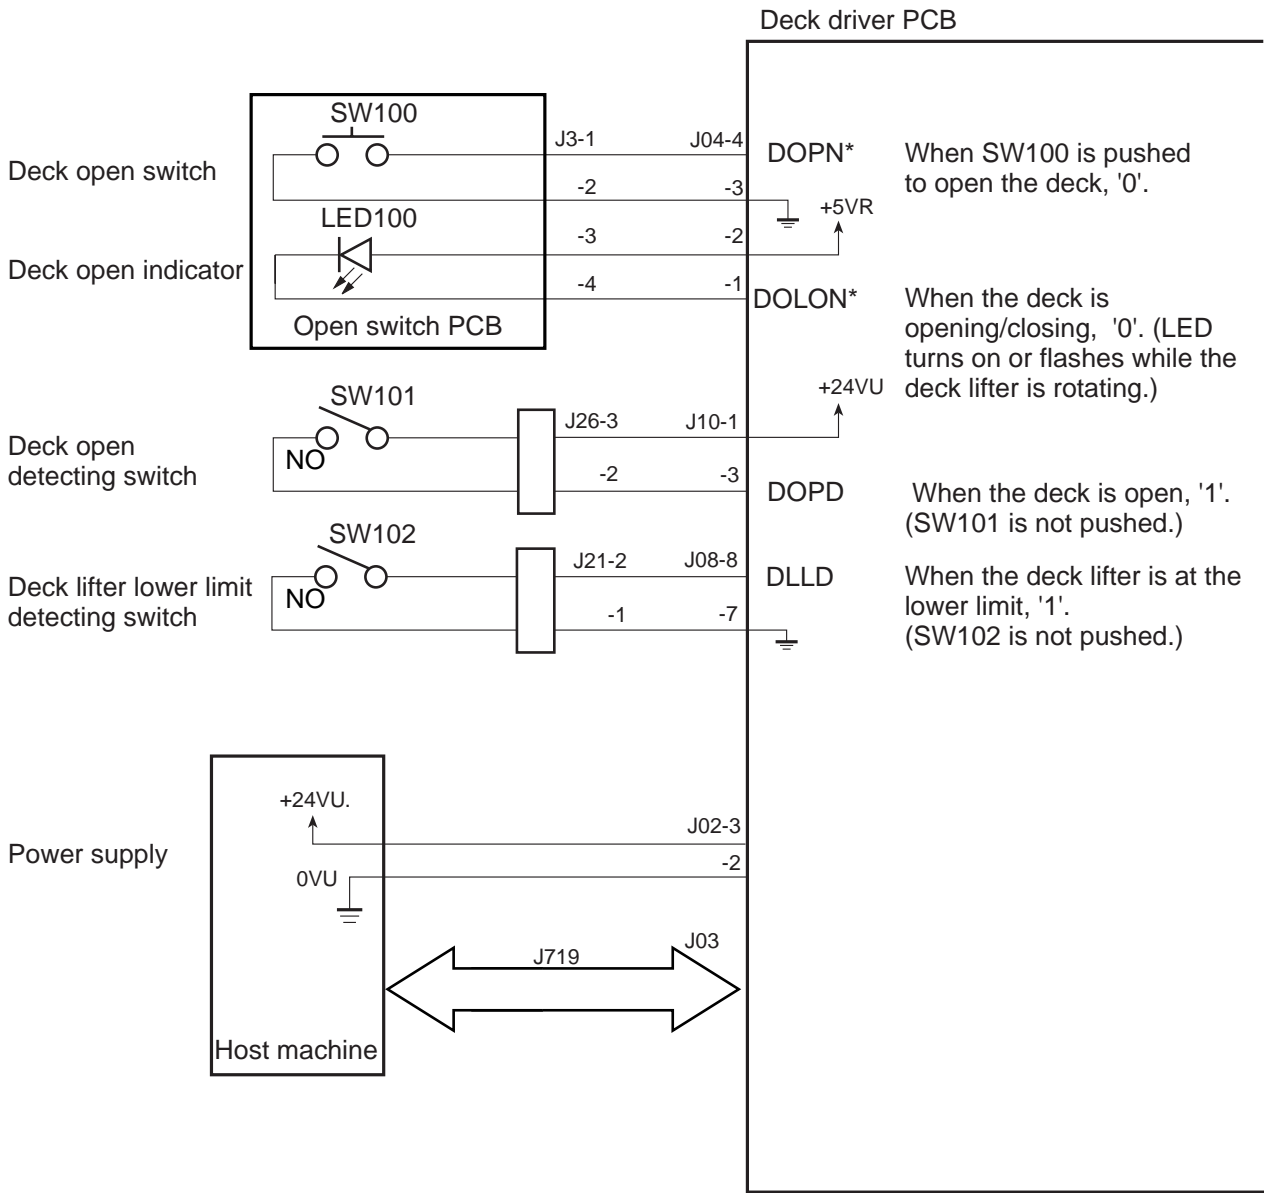 Deck driver PCB
SW100
J3-1
J04-4
DOPN*
When SW100 is pushed
to open the deck, '0'.
Deck open switch
-2
-3
+5VR
LED100
-3
-2
Deck open indicator
-4
-1
DOLON*
When the deck is
opening/closing,  '0'. (LED
turns on or flashes while the
deck lifter is rotating.)
Open switch PCB
+24VU
SW101
J26-3
J10-1
Deck open
detecting switch
NO
-2
-3
DOPD
When the deck is open, '1'.
(SW101 is not pushed.)
SW102
J21-2
J08-8
DLLD
When the deck lifter is at the
lower limit, '1'.
(SW102 is not pushed.)
Deck lifter lower limit
detecting switch
NO
-1
-7
+24VU.
J02-3
Power supply
-2
0VU
J719
J03
Host machine